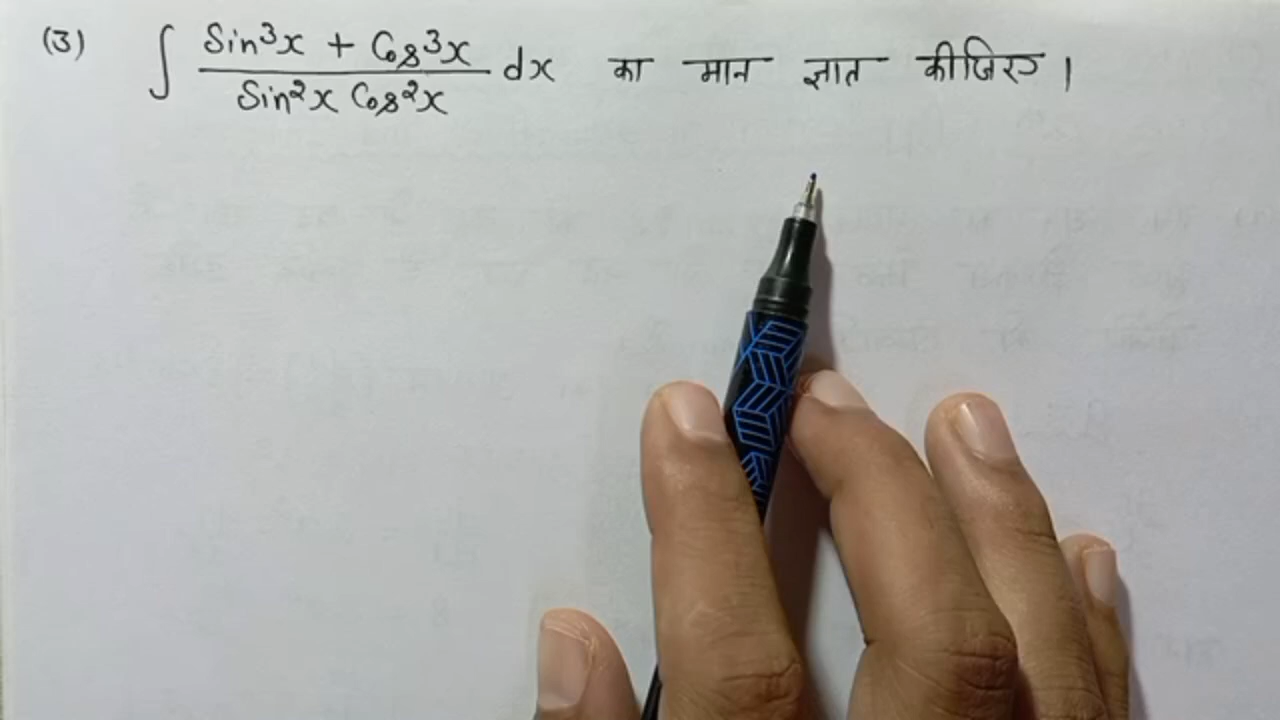 (3) ∫ Sin³x + Cos³x / Sin²x Cos²x dx का मान ज्ञात कीजिए।